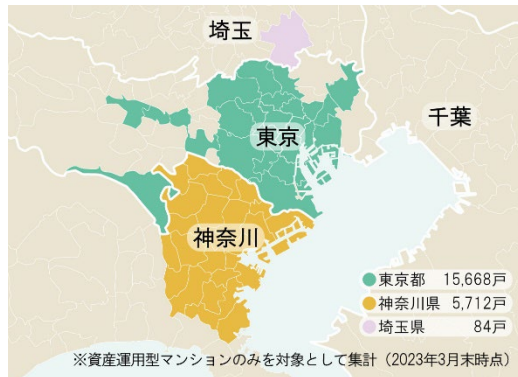 埼玉
千葉
東京
神奈川
東京都 15,668戸
神奈川県 5,712戸
埼玉県 84戸
※資産運用型マンションのみを対象として集計（2023年3月末時点）